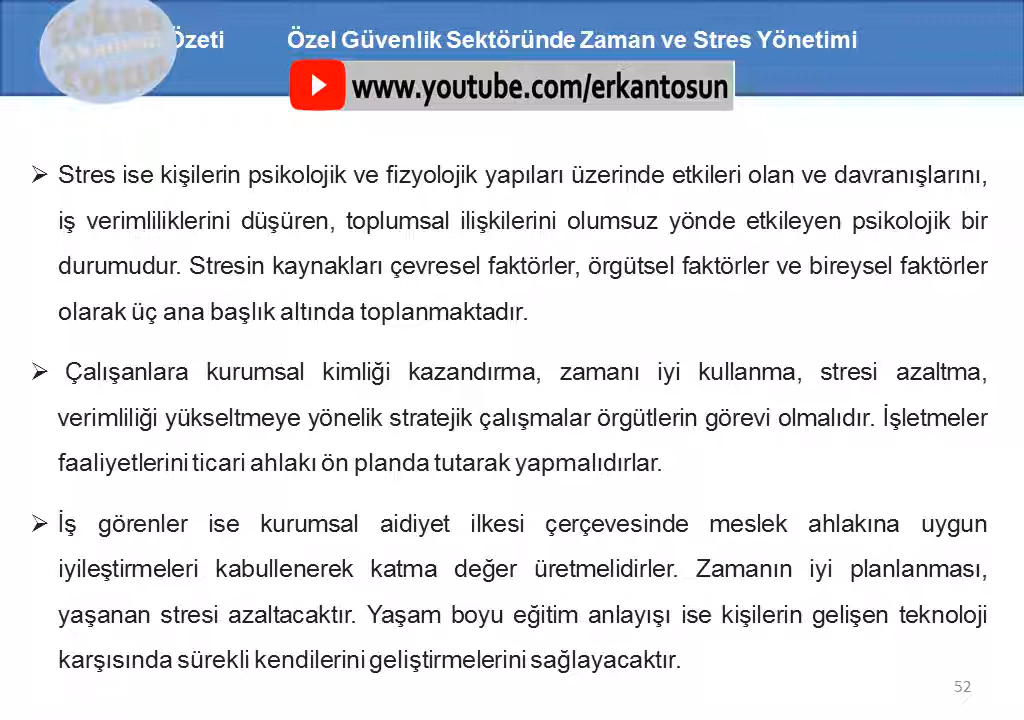 Erkan
Akademi
Tosun
Özeti Özel Güvenlik Sektöründe Zaman ve Stres Yönetimi
www.youtube.com/erkantosun
➢ Stres ise kişilerin psikolojik ve fizyolojik yapıları üzerinde etkileri olan ve davranışlarını,
iş verimliliklerini düşüren, toplumsal ilişkilerini olumsuz yönde etkileyen psikolojik bir
durumudur. Stresin kaynakları çevresel faktörler, örgütsel faktörler ve bireysel faktörler
olarak üç ana başlık altında toplanmaktadır.
➢ Çalışanlara kurumsal kimliği kazandırma, zamanı iyi kullanma, stresi azaltma,
verimliliği yükseltmeye yönelik stratejik çalışmalar örgütlerin görevi olmalıdır. İşletmeler
faaliyetlerini ticari ahlakı ön planda tutarak yapmalıdırlar.
➢ İş görenler ise kurumsal aidiyet ilkesi çerçevesinde meslek ahlakına uygun
iyileştirmeleri kabullenerek katma değer üretmelidirler. Zamanın iyi planlanması,
yaşanan stresi azaltacaktır. Yaşam boyu eğitim anlayışı ise kişilerin gelişen teknoloji
karşısında sürekli kendilerini geliştirmelerini sağlayacaktır.
52